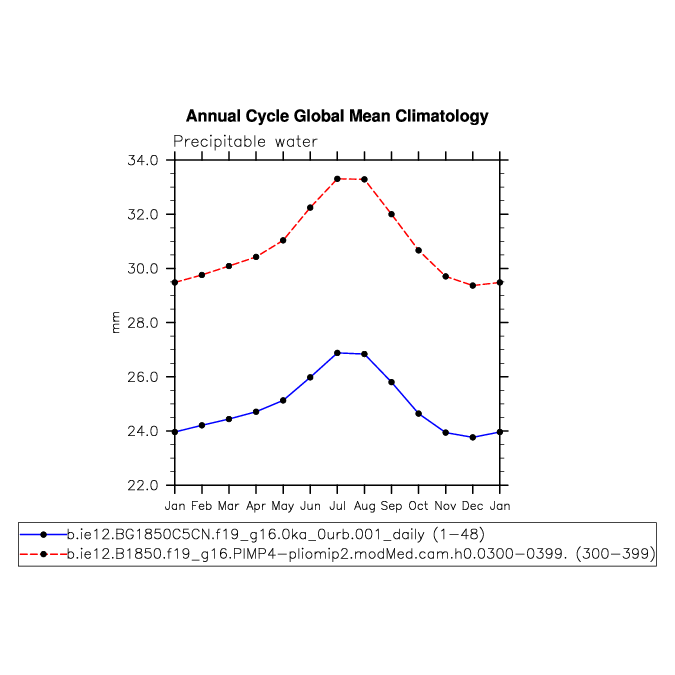 Annual Cycle Global Mean Climatology
Precipitable water
34.0
32.0
30.0
28.0
26.0
24.0
22.0
mm
Jan Feb Mar Apr May Jun Jul Aug Sep Oct Nov Dec Jan
b.ie12.BG1850C5CN.f19_g16.0ka_0urb.001_daily (1-48)
b.ie12.B1850.f19_g16.PIMP4-pliomip2.modMed.cam.h0.0300-0399. (300-399)